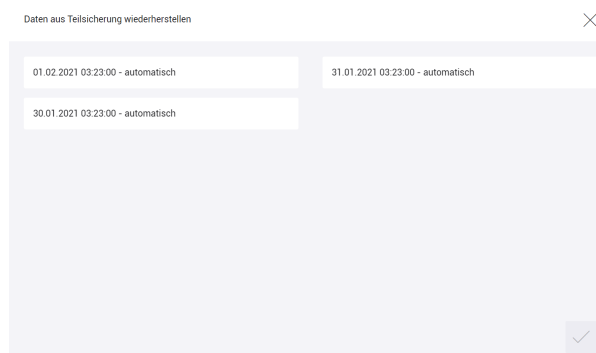 Daten aus Teilsicherung wiederherstellen
01.02.2021 03:23:00 - automatisch
31.01.2021 03:23:00 - automatisch
30.01.2021 03:23:00 - automatisch